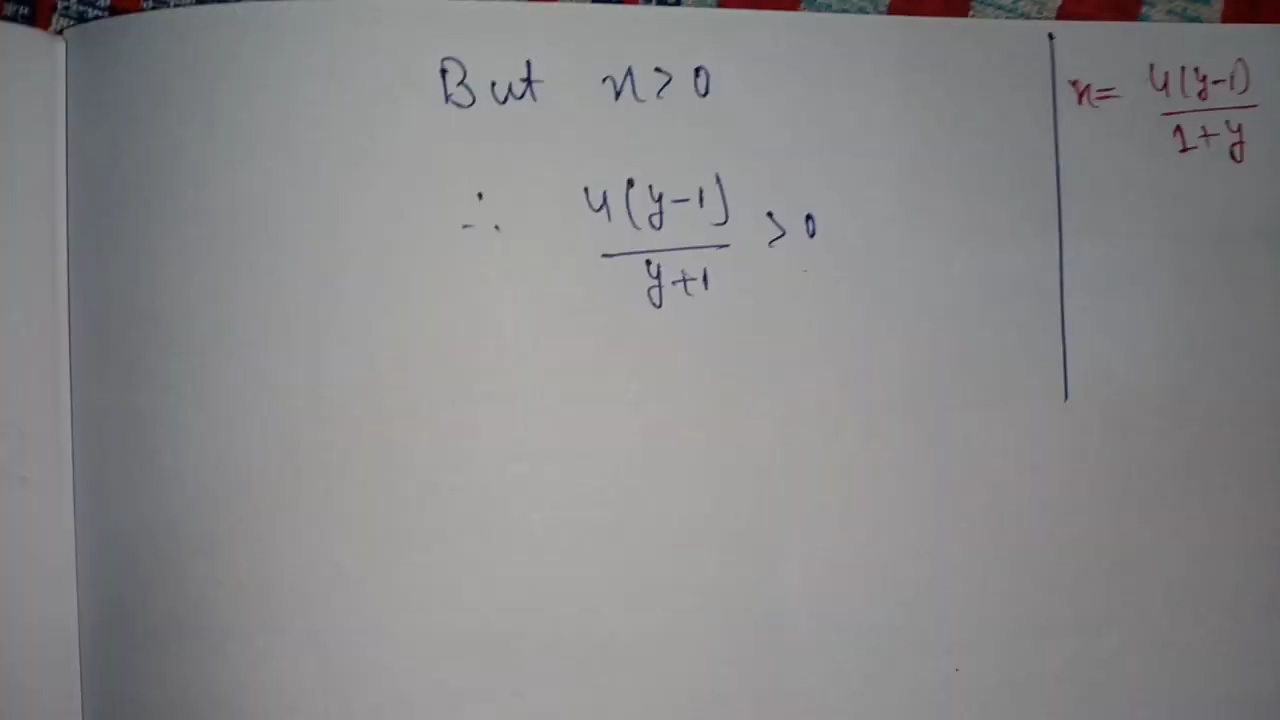 But x > 0
∴ 4(y-1)/y+1 > 0
x = 4(y-1)/1+y